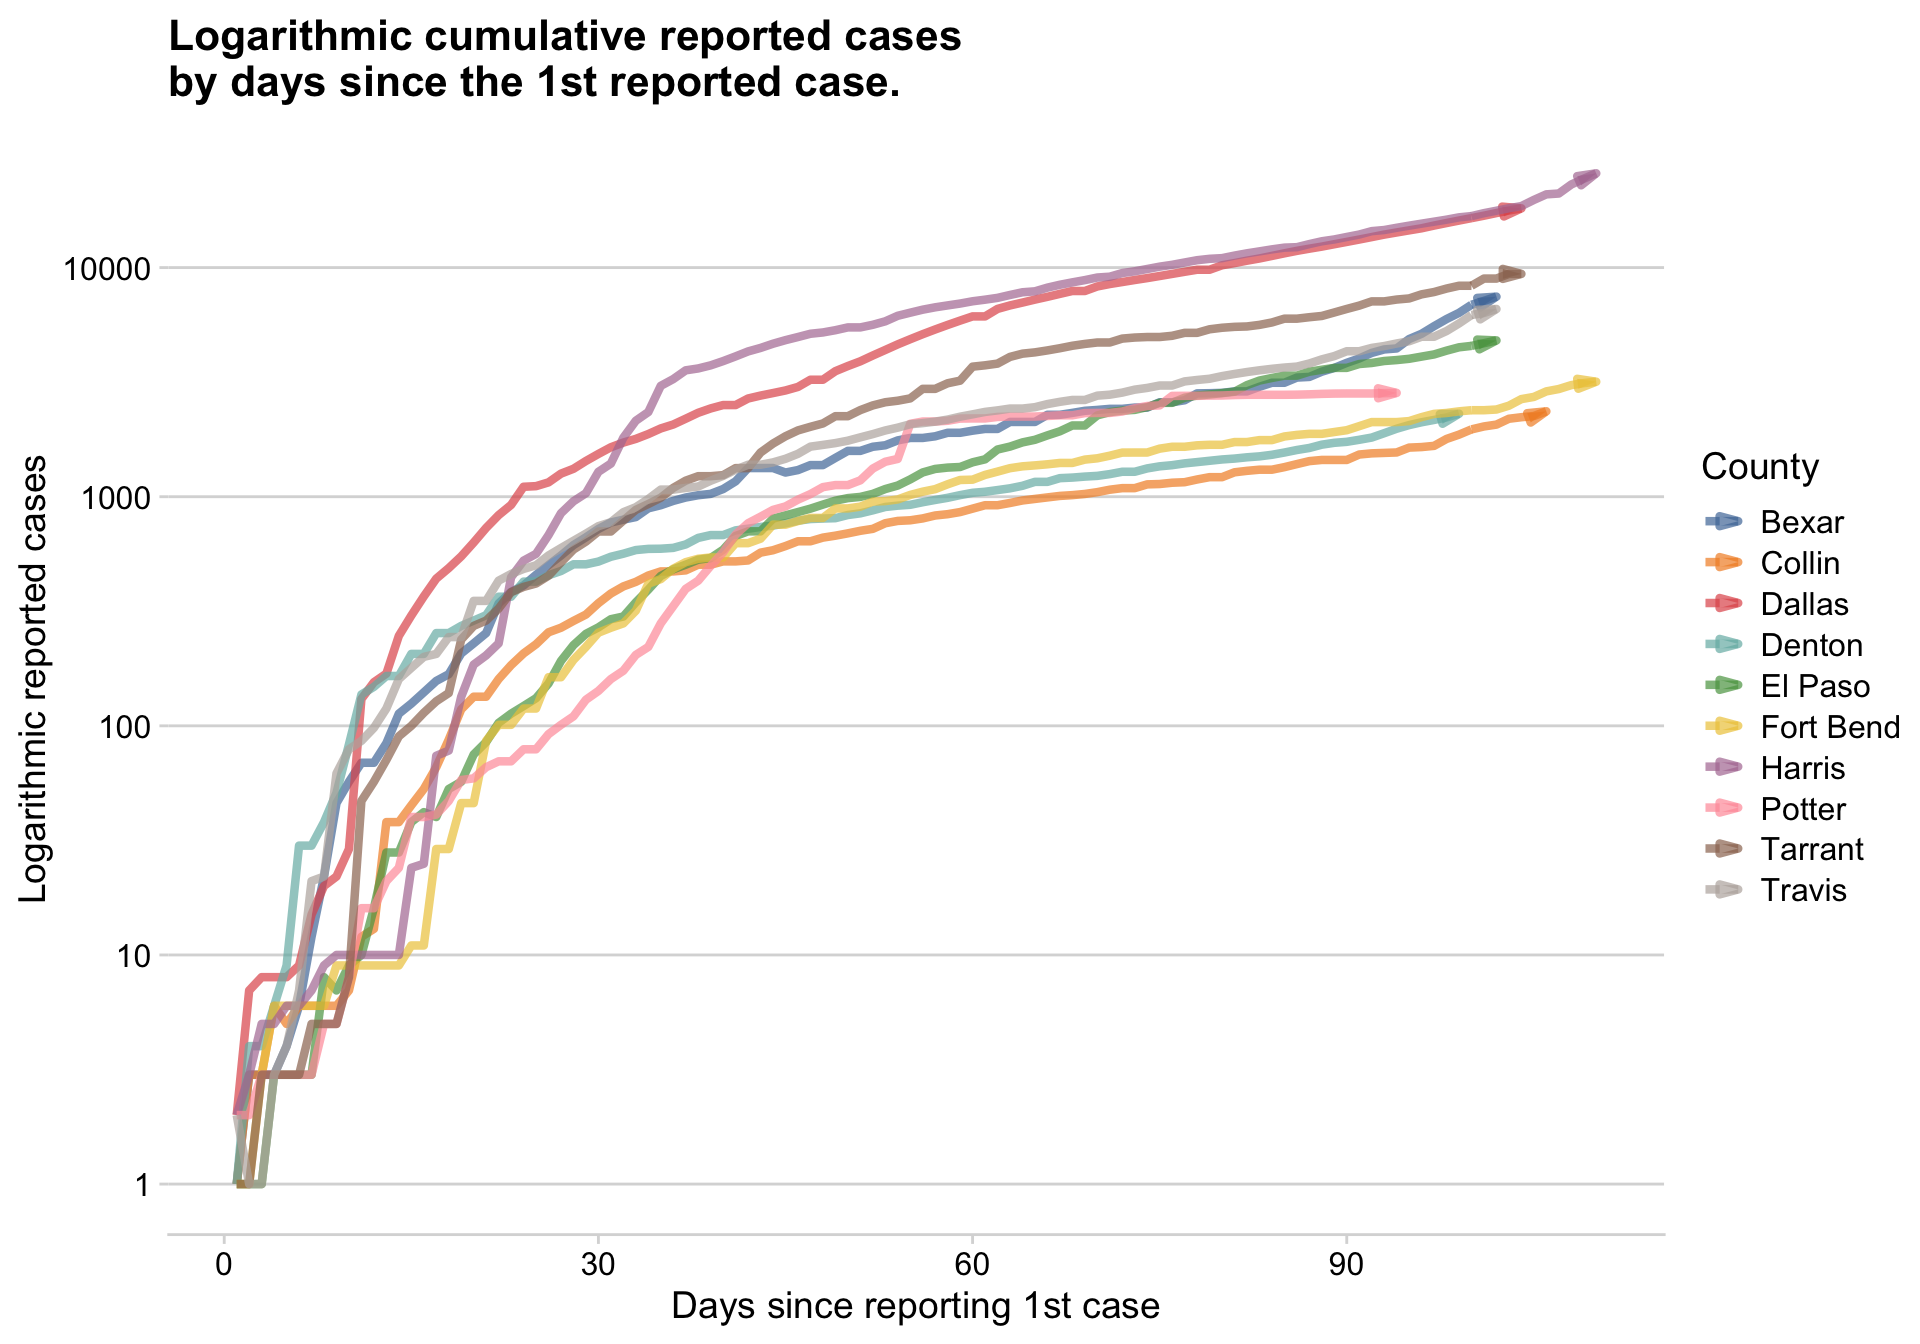 Logarithmic cumulative reported cases
by days since the 1st reported case.
Logarithmic reported cases
10000
1000
100
10
1
0
30
60
90
Days since reporting 1st case
County
Bexar
Collin
Dallas
Denton
El Paso
Fort Bend
Harris
Potter
Tarrant
Travis